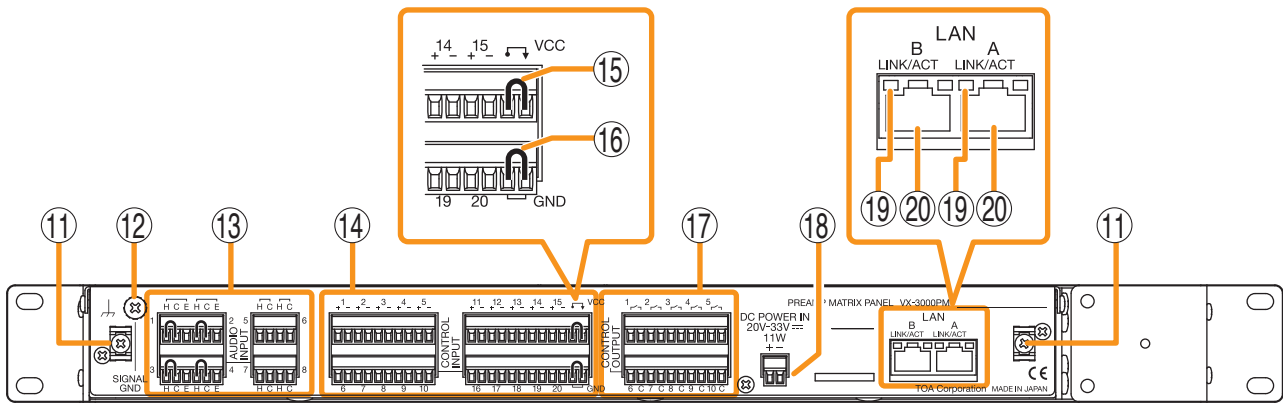 14 15 VCC
+ - + -
⑮
⑯
19 20 GND
LAN
B A
LINK/ACT LINK/ACT
⑲ ⑳ ⑲ ⑳
⑪ ⑫ ⑬ ⑭ ⑰ ⑱ ⑪
H C E H C E H C H C
1 2 5 6
AUDIO INPUT
3 4 7 8
H C E H C E H C H C
SIGNAL
GND
1 2 3 4 5
+ - + - + - + - + -
CONTROL INPUT
6 7 8 9 10
11 12 13 14 15 VCC
+ - + - + - + - + -
16 17 18 19 20 GND
1 2 3 4 5
CONTROL OUTPUT
6 C 7 C 8 C 9 C 10 C
DC POWER IN
20V-33V
11W
+ -
PREAMP MATRIX PANEL VX-3000PM
LAN
B A
LINK/ACT LINK/ACT
CE
TOA Corporation MADE IN JAPAN